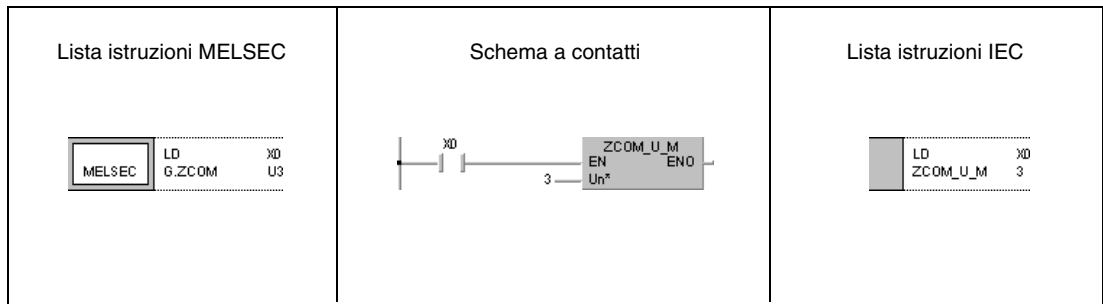 Lista istruzioni MELSEC
MELSEC
LD X0
G.ZCOM U3
Schema a contatti
X0
ZCOM_U_M
EN ENO
3 Un*
Lista istruzioni IEC
LD X0
ZCOM_U_M 3